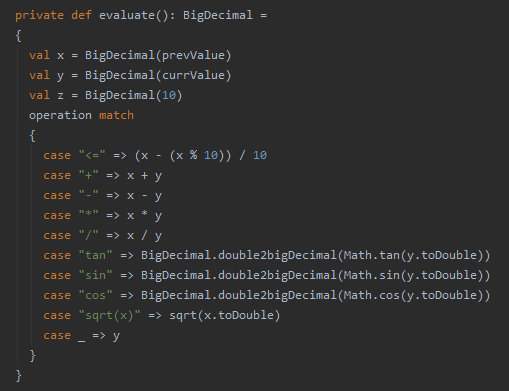 private def evaluate(): BigDecimal =
{
val x = BigDecimal(prevValue)
val y = BigDecimal(currValue)
val z = BigDecimal(10)
operation match
{
case "<=" => (x - (x % 10)) / 10
case "+" => x + y
case "-" => x - y
case "*" => x * y
case "/" => x / y
case "tan" => BigDecimal.double2bigDecimal(Math.tan(y.toDouble))
case "sin" => BigDecimal.double2bigDecimal(Math.sin(y.toDouble))
case "cos" => BigDecimal.double2bigDecimal(Math.cos(y.toDouble))
case "sqrt(x)" => sqrt(x.toDouble)
case _ => y
}
}